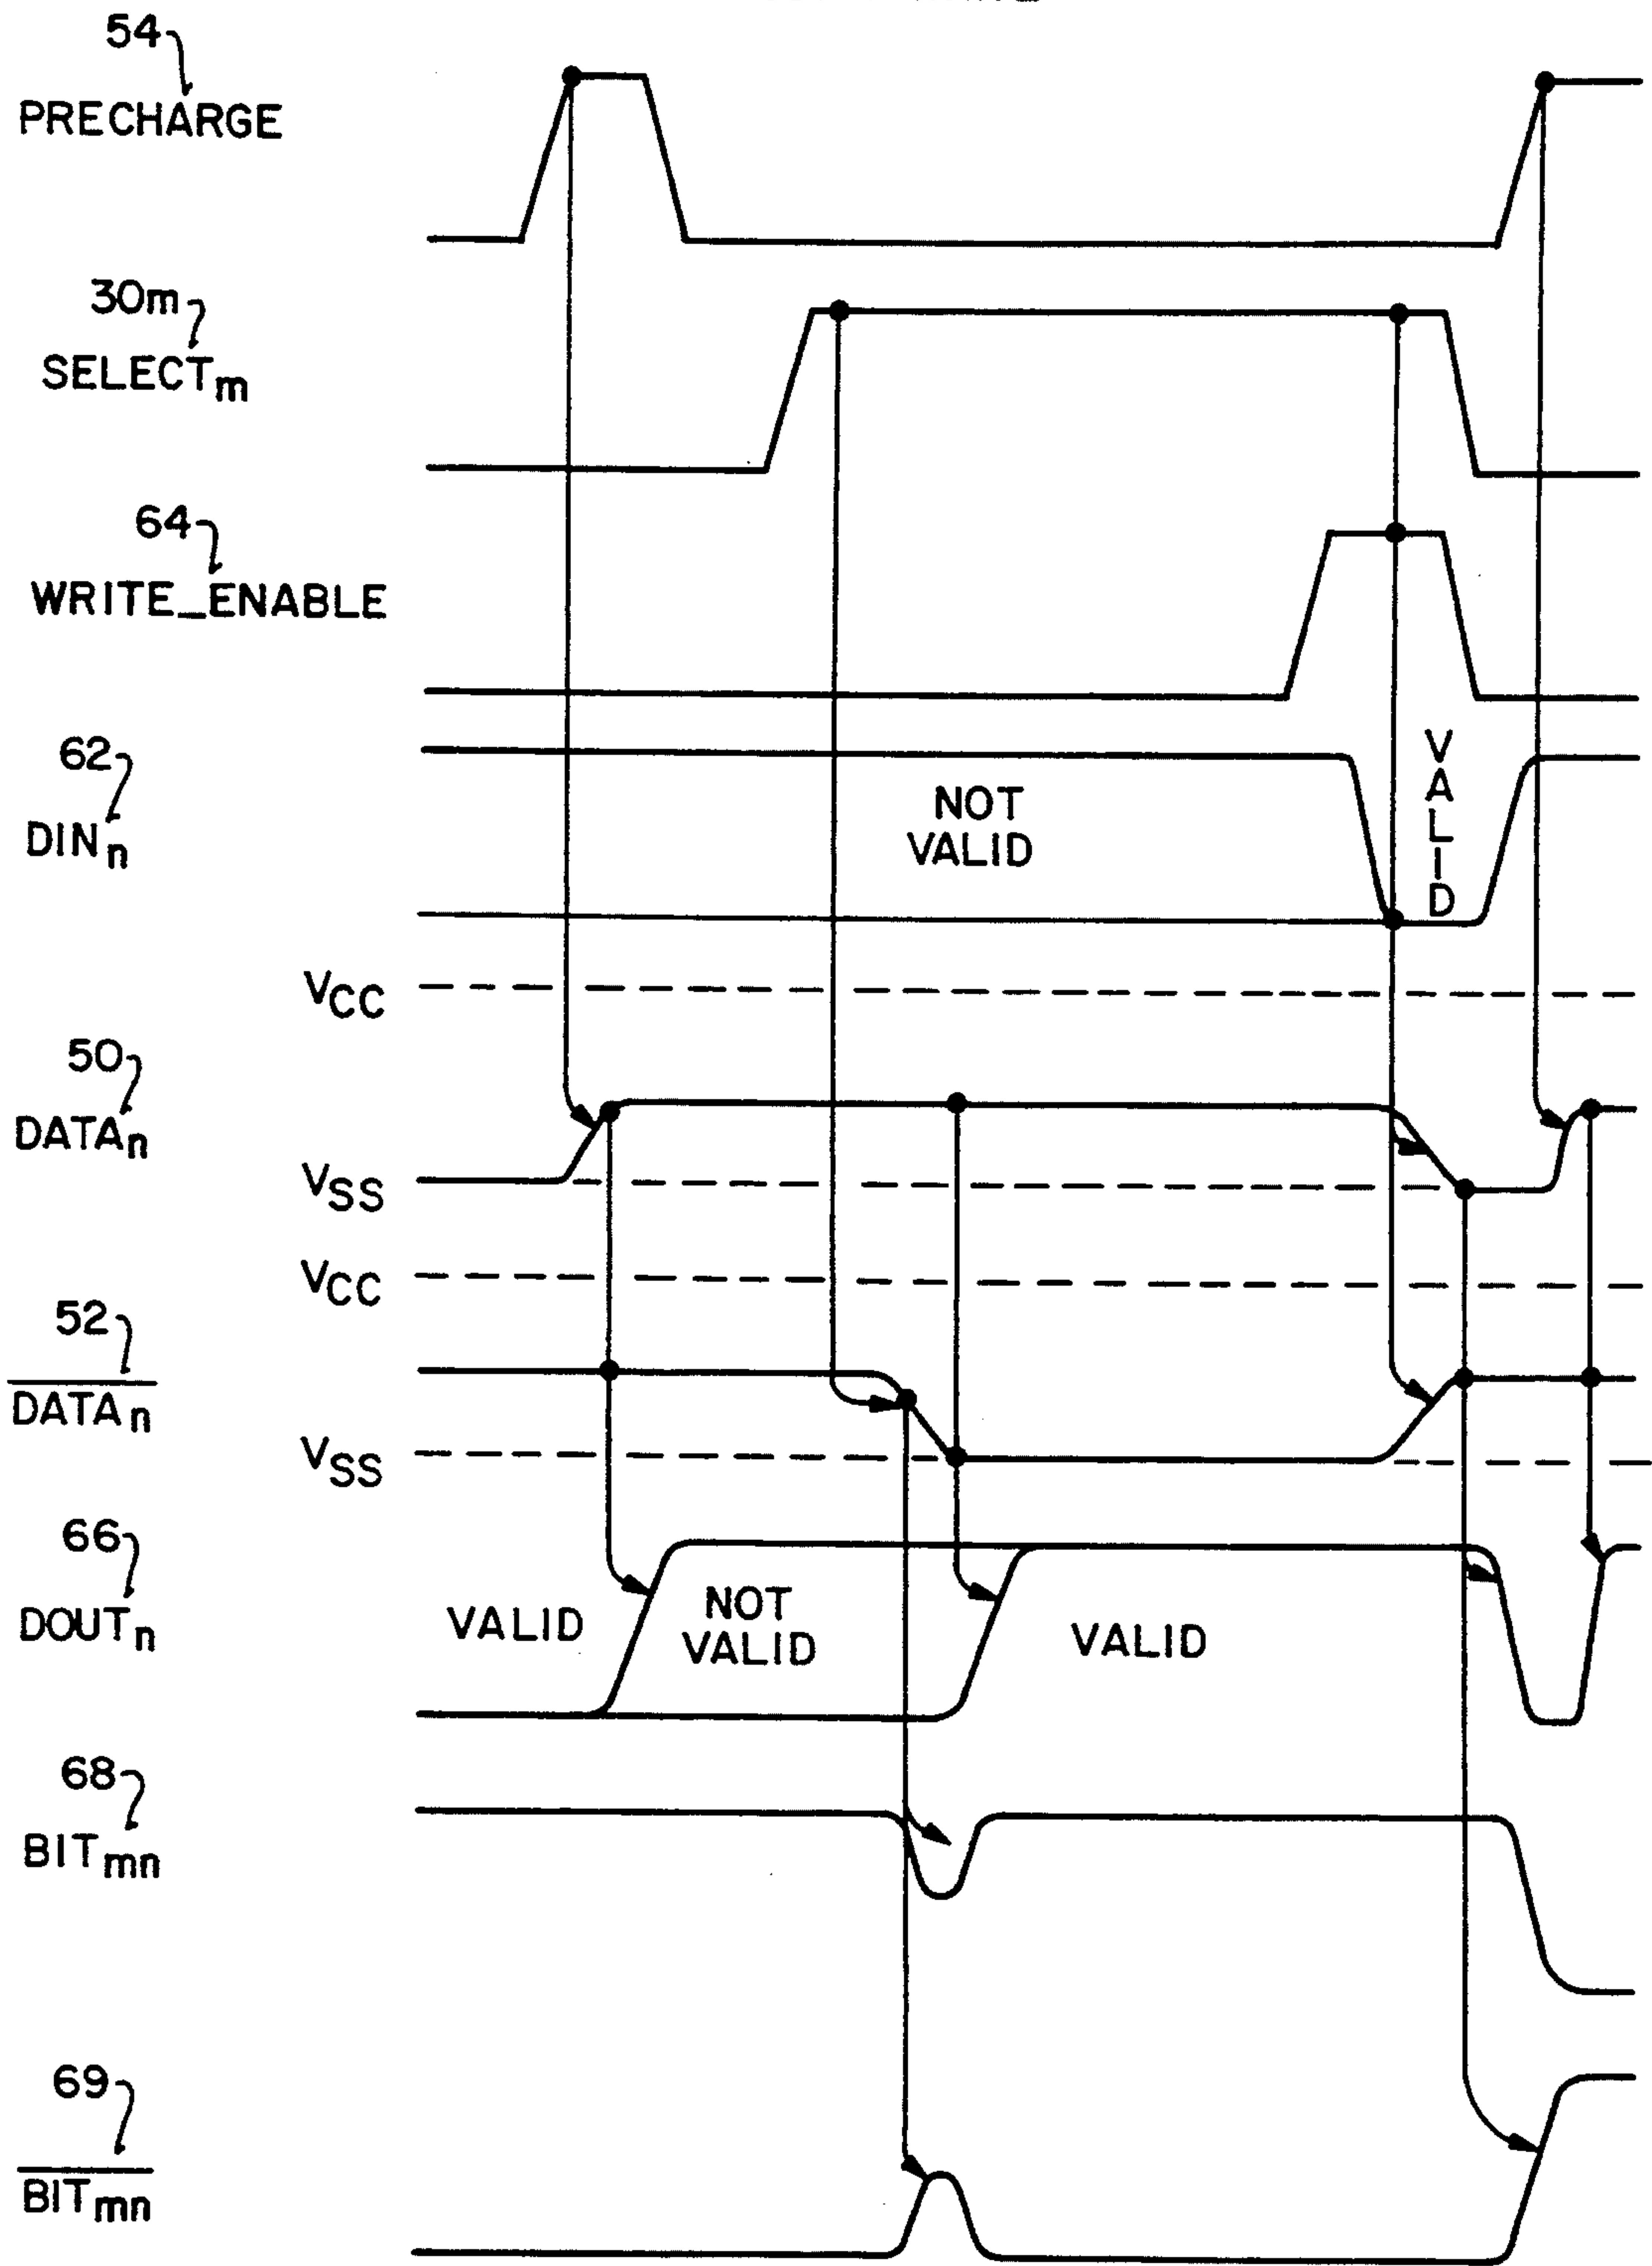 54
PRECHARGE
30m
SELECTm
64
WRITE_ENABLE
62
DINn
NOT
VALID
VALID
VCC
50
DATAn
VSS
VCC
52
DATAn
VSS
66
DOUTn
VALID
NOT
VALID
VALID
68
BITmn
69
BITmn